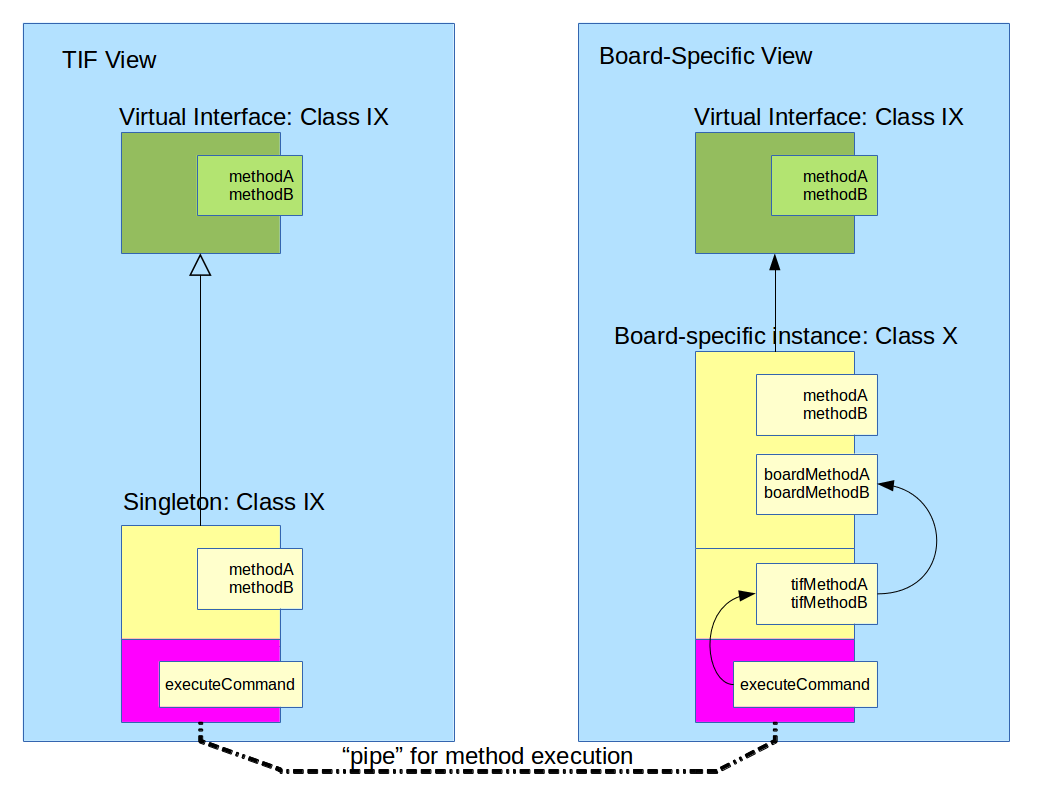 TIF View
Virtual Interface: Class IX
methodA
methodB
Singleton: Class IX
methodA
methodB
executeCommand
Board-Specific View
Virtual Interface: Class IX
methodA
methodB
Board-specific instance: Class X
methodA
methodB
boardMethodA
boardMethodB
tifMethodA
tifMethodB
executeCommand
“pipe” for method execution